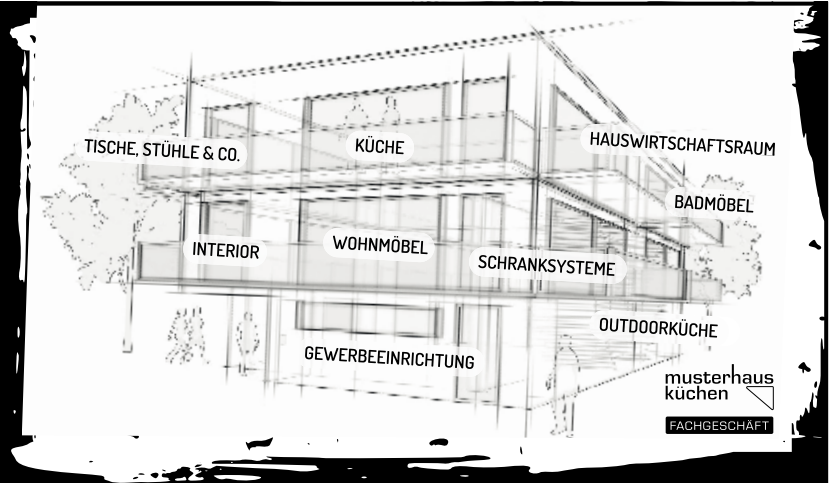 TISCHE, STÜHLE & CO.
KÜCHE
HAUSWIRTSCHAFTSRAUM
BADMÖBEL
INTERIOR
WOHNMÖBEL
SCHRANKSYSTEME
OUTDOORKÜCHE
GEWERBEEINRICHTUNG
musterhaus
küchen
FACHGESCHÄFT